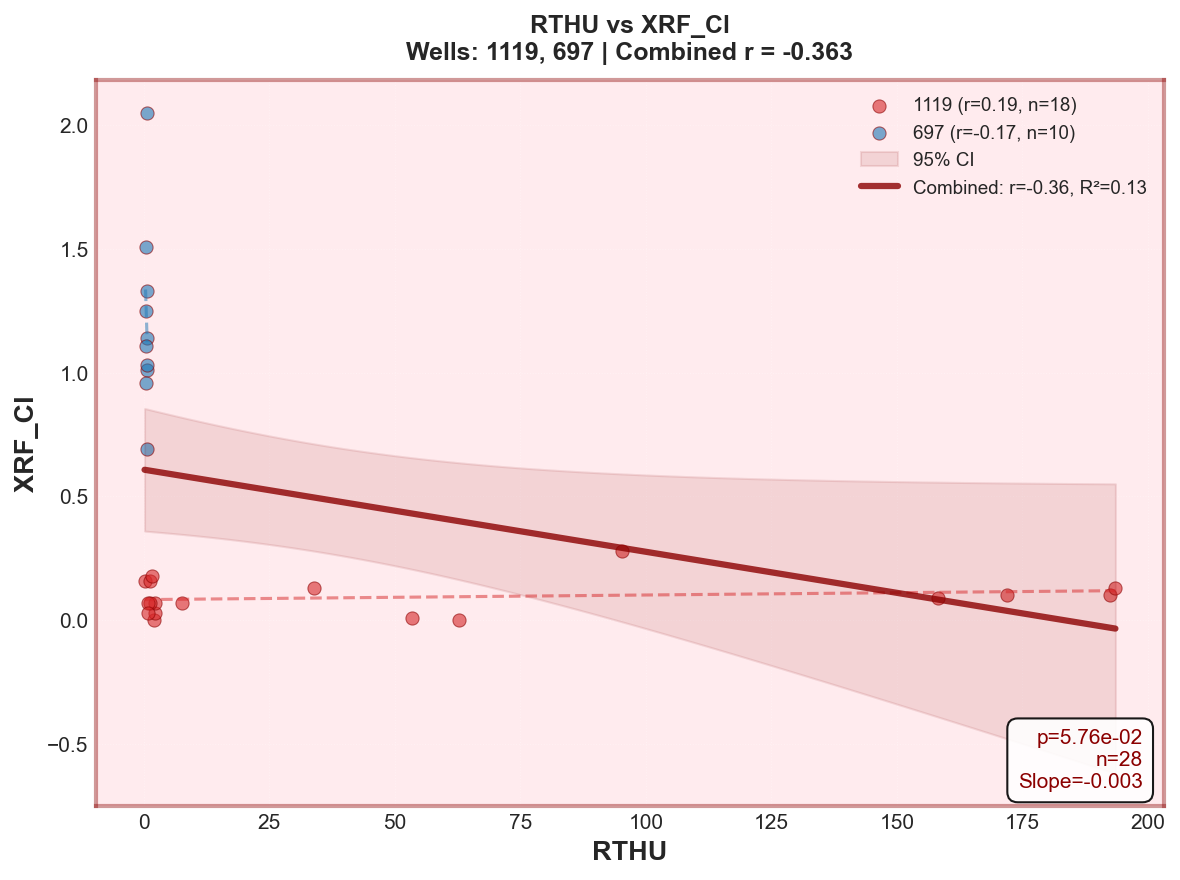 RTHU vs XRF_Cl
Wells: 1119, 697 | Combined r = -0.363
1119 (r=0.19, n=18)
697 (r=-0.17, n=10)
95% CI
Combined: r=-0.36, R²=0.13
XRF_Cl
2.0
1.5
1.0
0.5
0.0
−0.5
p=5.76e-02
n=28
Slope=-0.003
0 25 50 75 100 125 150 175 200
RTHU